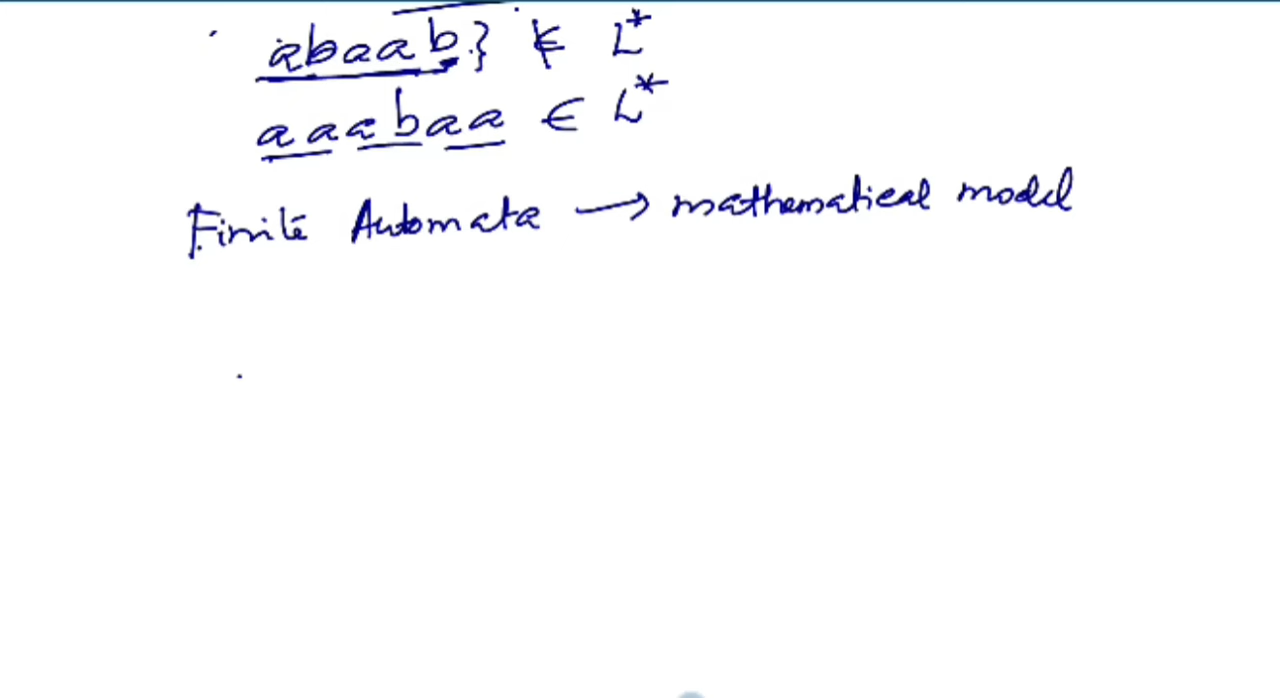 abaab} ∉ L*
aaabaa ∈ L*
Finite Automata → mathematical model